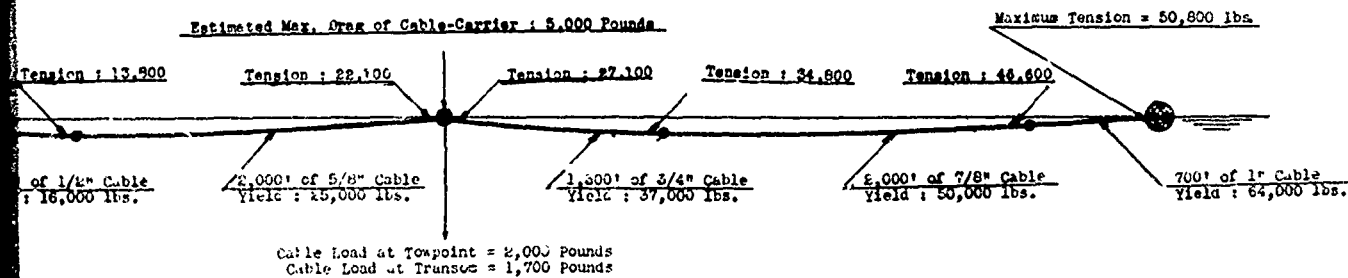 Maximum Tension = 50,800 lbs.
Estimated Max. Drag of Cable-Carrier : 5,000 Pounds
Tension : 13,800
Tension : 22,100
Tension : 27,100
Tension : 34,800
Tension : 46,600
of 1/2" Cable
: 16,000 lbs.
2,000' of 5/8" Cable
Yield : 25,000 lbs.
of 3/4" Cable
Yield : 37,000 lbs.
2,000' of 7/8" Cable
Yield : 50,000 lbs.
700' of 1" Cable
Yield : 64,000 lbs.
Cable Load at Towpoint = 2,000 Pounds
Cable Load at = 1,700 Pounds